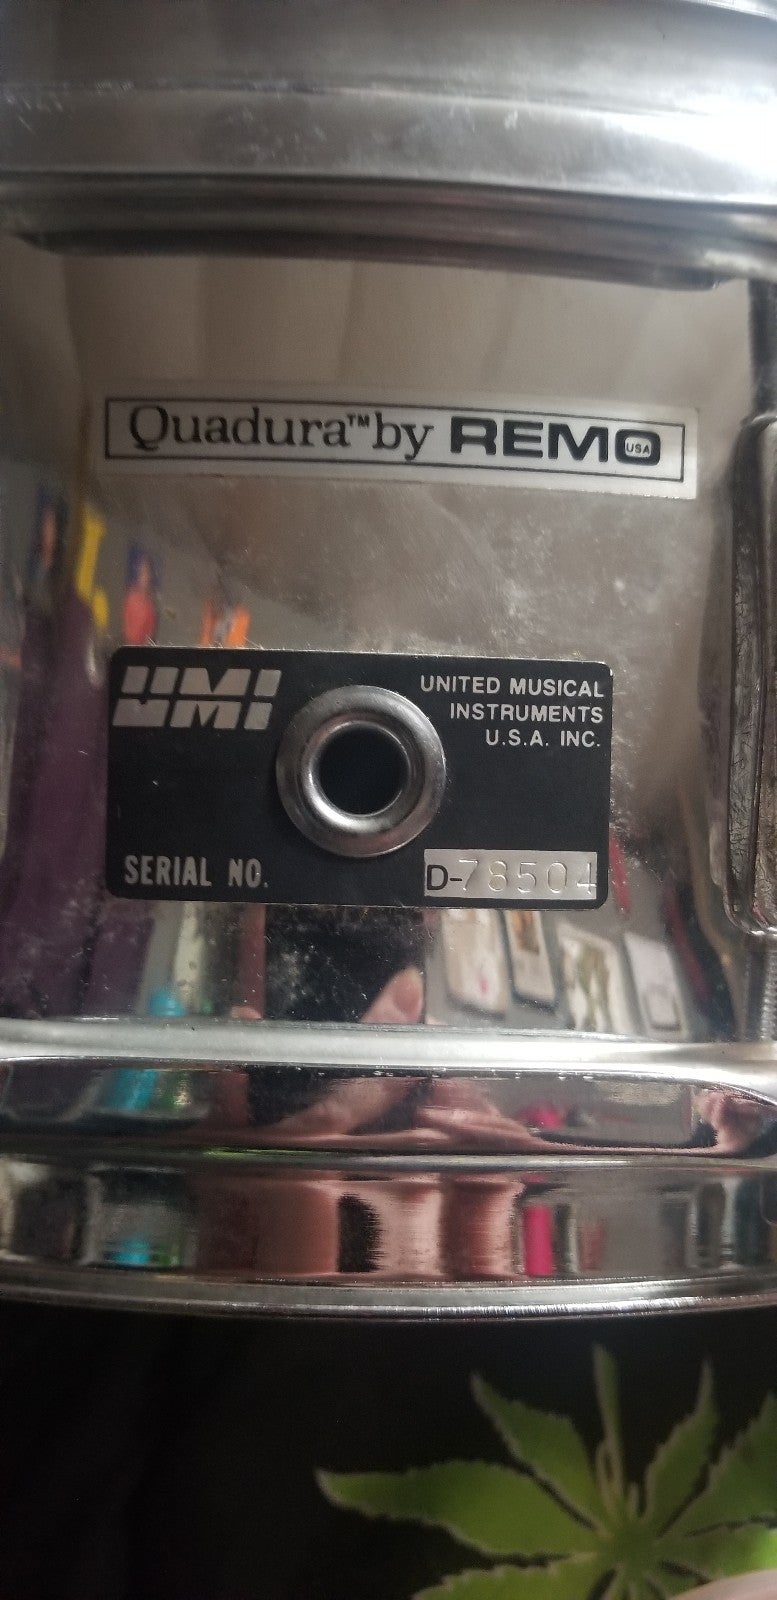 Quadura™ by REMO USA
UMI
UNITED MUSICAL
INSTRUMENTS
U.S.A. INC.
SERIAL NO.
D-78504